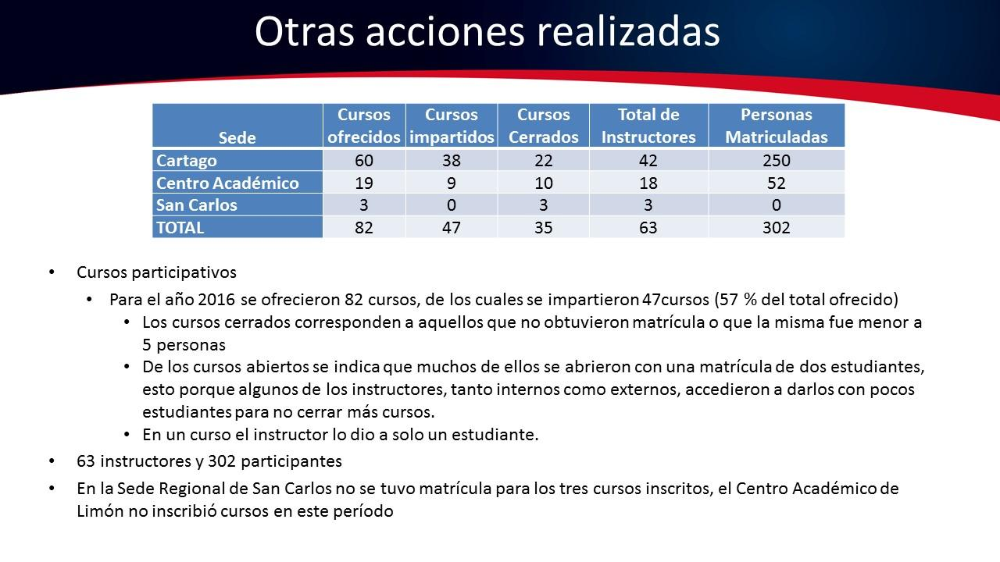 Otras acciones realizadas
Sede Cursos ofrecidos Cursos impartidos Cursos Cerrados Total de Instructores Personas Matriculadas
Cartago 60 38 22 42 250
Centro Académico 19 9 10 18 52
San Carlos 3 0 3 3 0
TOTAL 82 47 35 63 302
• Cursos participativos
• Para el año 2016 se ofrecieron 82 cursos, de los cuales se impartieron 47cursos (57 % del total ofrecido)
• Los cursos cerrados corresponden a aquellos que no obtuvieron matrícula o que la misma fue menor a
5 personas
• De los cursos abiertos se indica que muchos de ellos se abrieron con una matrícula de dos estudiantes,
esto porque algunos de los instructores, tanto internos como externos, accedieron a darlos con pocos
estudiantes para no cerrar más cursos.
• En un curso el instructor lo dio a solo un estudiante.
• 63 instructores y 302 participantes
• En la Sede Regional de San Carlos no se tuvo matrícula para los tres cursos inscritos, el Centro Académico de
Limón no inscribió cursos en este período